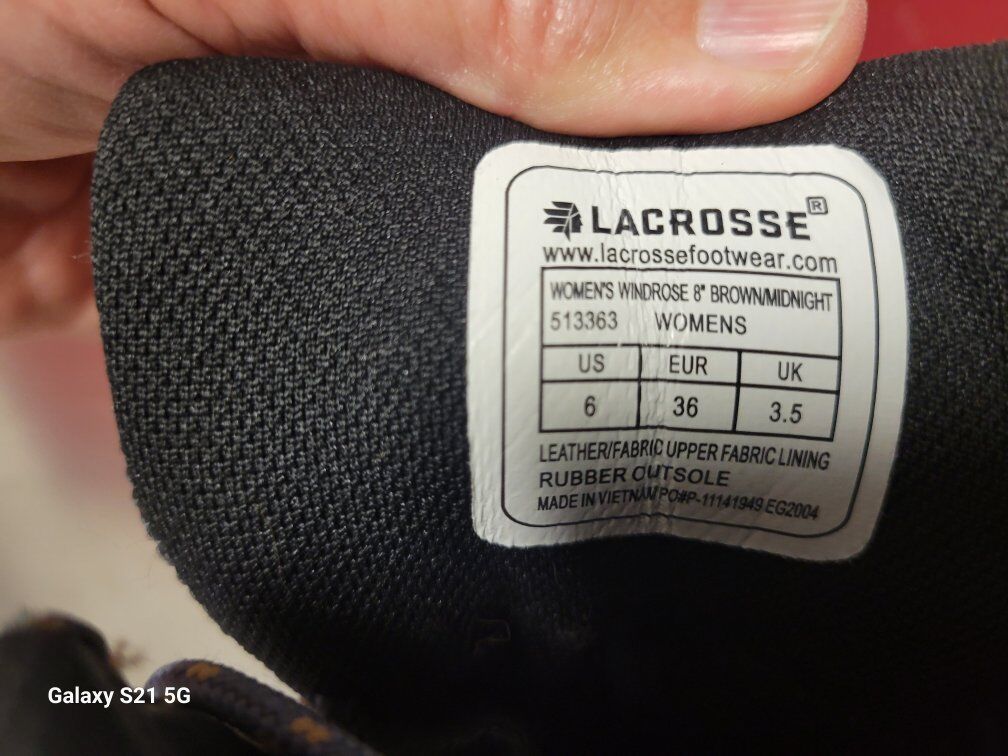 LACROSSE®
www.lacrossefootwear.com
WOMEN'S WINDROSE 8" BROWN/MIDNIGHT
513363 WOMENS
US EUR UK
6 36 3.5
LEATHER/FABRIC UPPER FABRIC LINING
RUBBER OUTSOLE
MADE IN VIETNAM PO#P-11141949 EG2004
Galaxy S21 5G